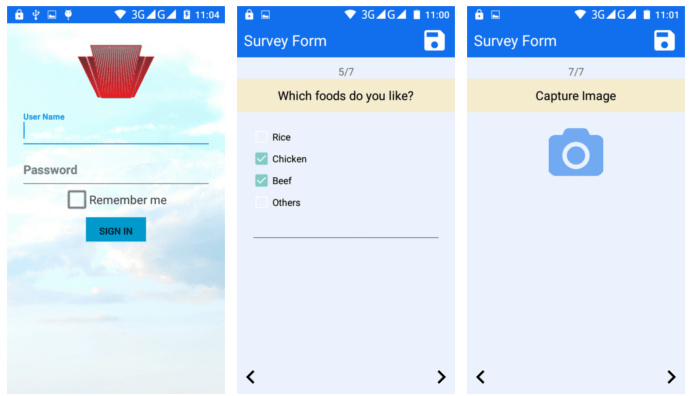 3G G 11:04
User Name
Password
Remember me
SIGN IN
3G G 11:00
Survey Form
5/7
Which foods do you like?
Rice
Chicken
Beef
Others
3G G 11:01
Survey Form
7/7
Capture Image